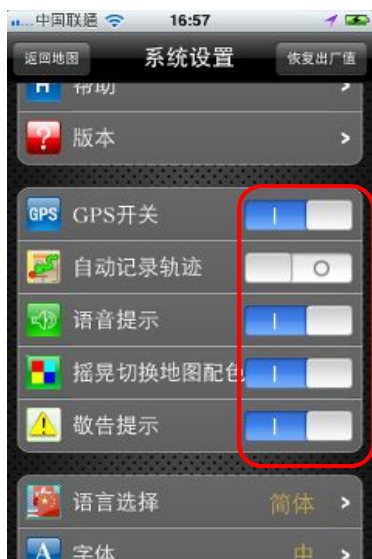 ...中国联通 16:57
返回地图 系统设置 恢复出厂值
H 帮助
? 版本
GPS GPS开关
自动记录轨迹
语音提示
摇晃切换地图配色
敬告提示
语言选择 简体
A 字体 中